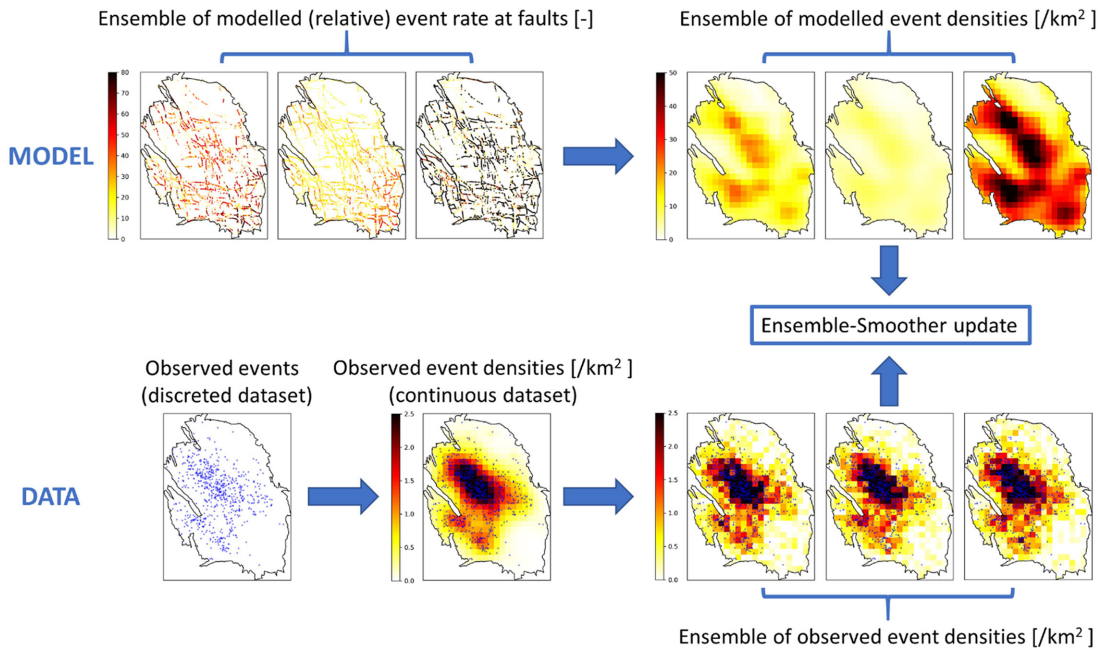 Ensemble of modelled (relative) event rate at faults [-]
Ensemble of modelled event densities [/km² ]
MODEL
80
70
60
50
40
30
20
10
0
50
40
30
20
10
0
Ensemble-Smoother update
Observed events
(discreted dataset)
Observed event densities [/km² ]
(continuous dataset)
DATA
2.5
2.0
1.5
1.0
0.5
0.0
2.5
2.0
1.5
1.0
0.5
0.0
Ensemble of observed event densities [/km² ]